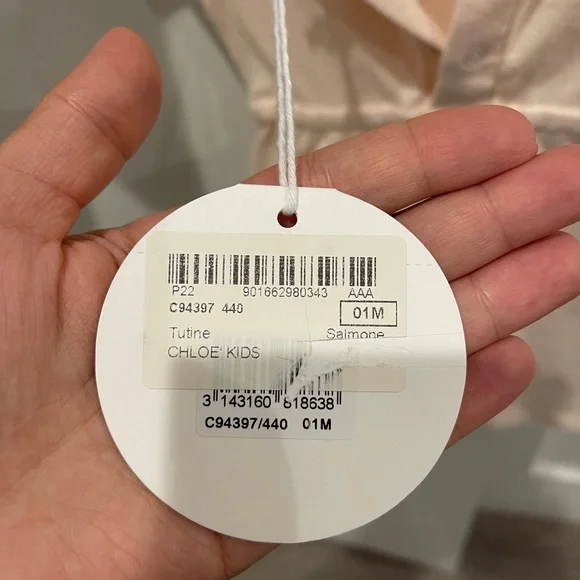 P22 901662980343 AAA
C94397 440 01M
Tutine Salmone
CHLOE' KIDS
3 143160 818638
C94397/440 01M